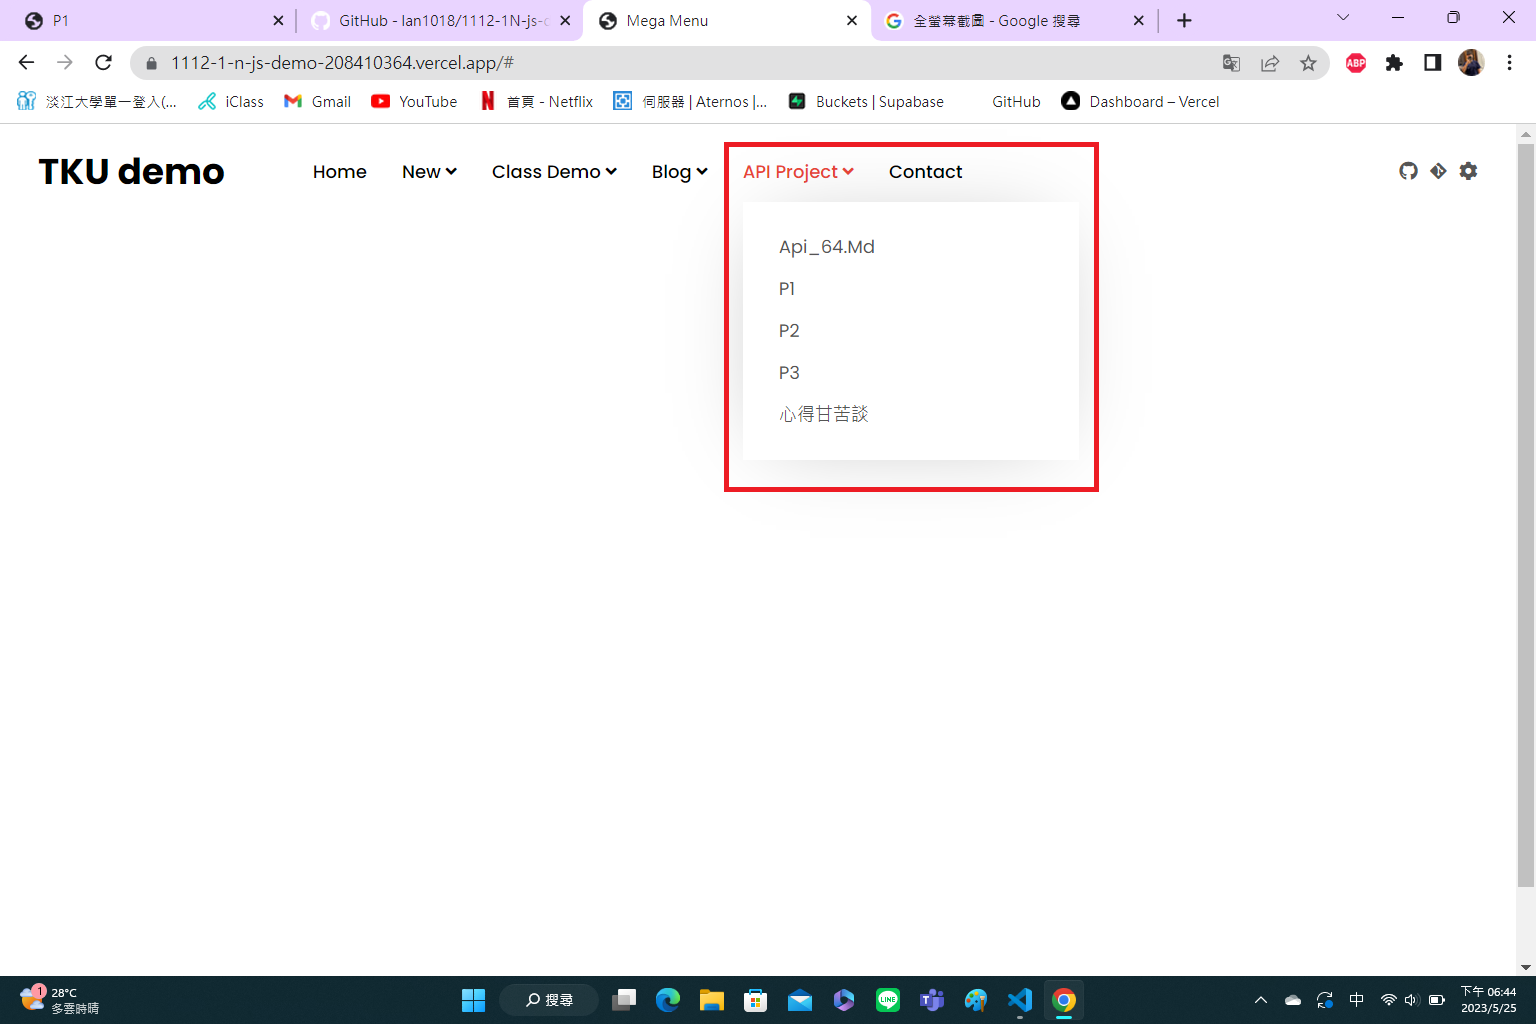 P1
GitHub - Ian1018/1112-1N-js-d
Mega Menu
全螢幕截圖 - Google 搜尋
1112-1-n-js-demo-208410364.vercel.app/#
ABP
淡江大學單一登入(...
iClass
Gmail
YouTube
首頁 - Netflix
伺服器 | Aternos |...
Buckets | Supabase
GitHub
Dashboard – Vercel
TKU demo
Home
New
Class Demo
Blog
API Project
Contact
Api_64.Md
P1
P2
P3
心得甘苦談
1
28°C
多雲時晴
搜尋
LINE
中
下午 06:44
2023/5/25